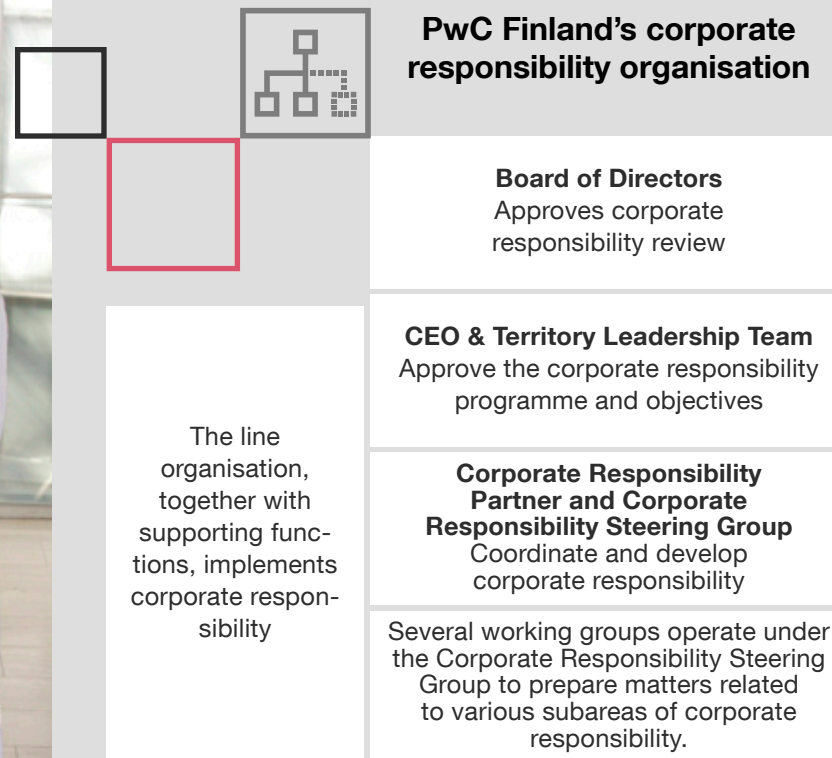 PwC Finland’s corporate
responsibility organisation
Board of Directors
Approves corporate
responsibility review
CEO & Territory Leadership Team
Approve the corporate responsibility
programme and objectives
Corporate Responsibility
Partner and Corporate
Responsibility Steering Group
Coordinate and develop
corporate responsibility
Several working groups operate under
the Corporate Responsibility Steering
Group to prepare matters related
to various subareas of corporate
responsibility.
The line
organisation,
together with
supporting func-
tions, implements
corporate respon-
sibility